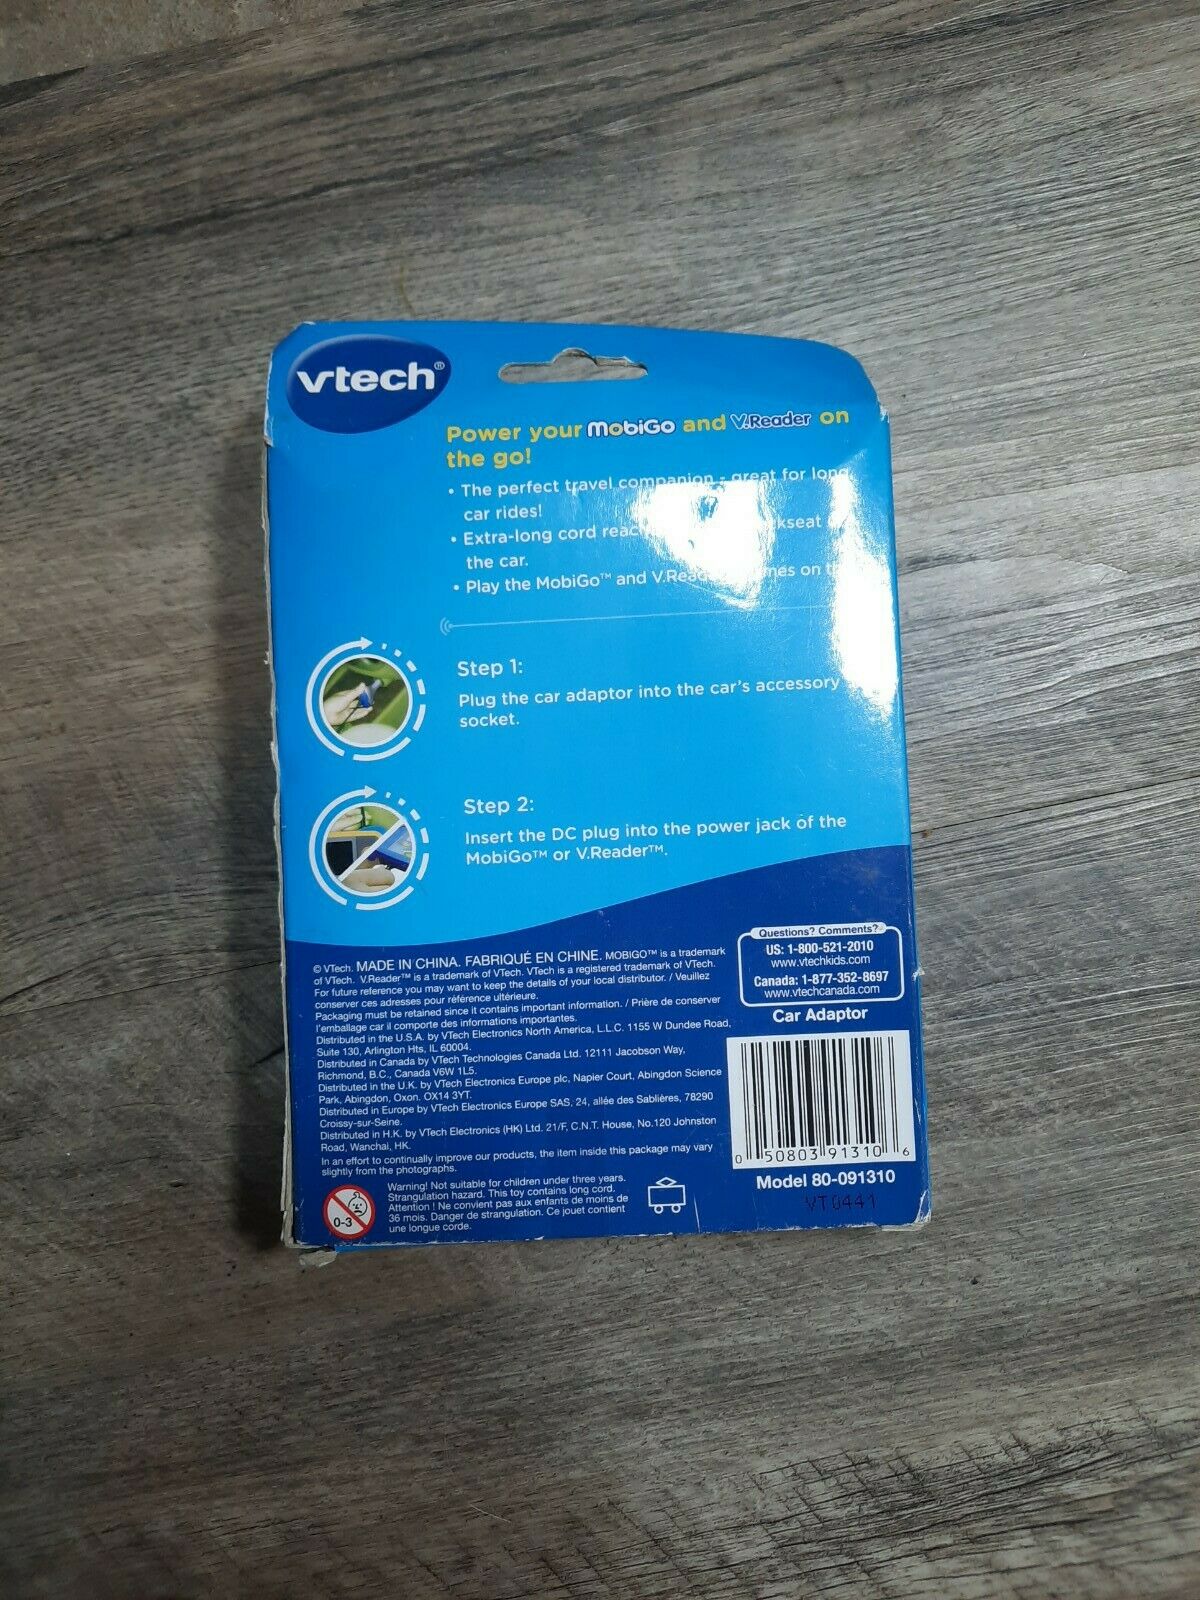 vtech®
Power your MobiGo and V.Reader on
the go!
• The perfect travel companion - great for long
car rides!
• Extra-long cord
the car.
• Play the MobiGo™ and on
Step 1:
Plug the car adaptor into the car's accessory
socket.
Step 2:
Insert the DC plug into the power jack of the
MobiGo™ or V.Reader™.
© VTech. MADE IN CHINA. FABRIQUÉ EN CHINE. MOBIGO™ is a trademark
of VTech. V.Reader™ is a trademark of VTech. VTech is a registered trademark of VTech.
For future reference you may want to keep the details of your local distributor. / Veuillez
conserver ces adresses pour référence ultérieure.
Packaging must be retained since it contains important information. / Prière de conserver
l'emballage car il comporte des informations importantes.
Distributed in the U.S.A. by VTech Electronics North America, L.L.C. 1155 W Dundee Road,
Suite 130, Arlington Hts, IL 60004.
Distributed in Canada by VTech Technologies Canada Ltd. 12111 Jacobson Way,
Richmond, B.C., Canada V6W 1L5.
Distributed in the U.K. by VTech Electronics Europe plc, Napier Court, Abingdon Science
Park, Abingdon, Oxon. OX14 3YT.
Distributed in Europe by VTech Electronics Europe SAS, 24, allée des Sablières, 78290
Croissy-sur-Seine.
Distributed in H.K. by VTech Electronics (HK) Ltd. 21/F, C.N.T. House, No.120 Johnston
Road, Wanchai, HK.
In an effort to continually improve our products, the item inside this package may vary
slightly from the photographs.
0-3
Warning! Not suitable for children under three years.
Strangulation hazard. This toy contains long cord.
Attention ! Ne convient pas aux enfants de moins de
36 mois. Danger de strangulation. Ce jouet contient
une longue corde.
Questions? Comments?
US: 1-800-521-2010
www.vtechkids.com
Canada: 1-877-352-8697
www.vtechcanada.com
Car Adaptor
0 50803 91310 6
Model 80-091310
VT0441